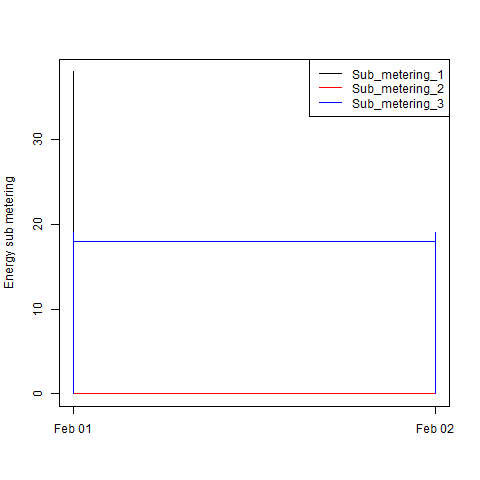 Sub_metering_1
Sub_metering_2
Sub_metering_3
Energy sub metering
30
20
10
0
Feb 01
Feb 02